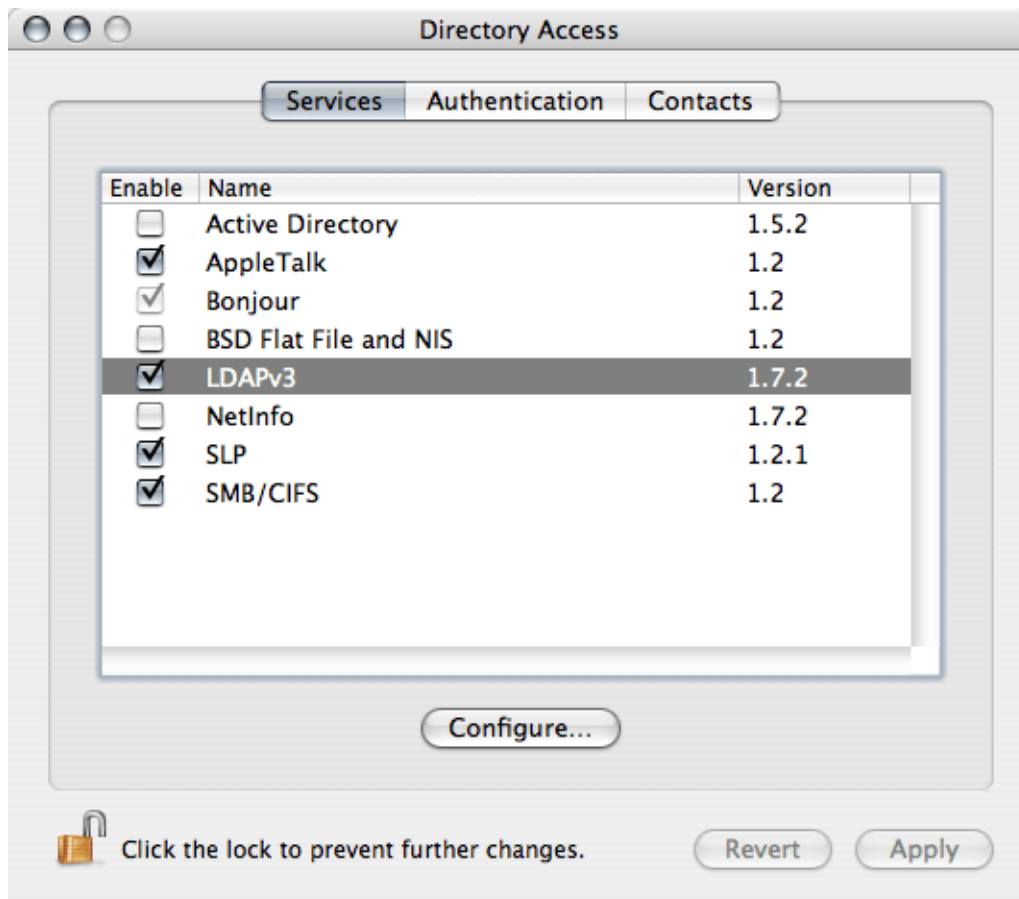 Directory Access
Services Authentication Contacts
Enable Name Version
Active Directory 1.5.2
AppleTalk 1.2
Bonjour 1.2
BSD Flat File and NIS 1.2
LDAPv3 1.7.2
NetInfo 1.7.2
SLP 1.2.1
SMB/CIFS 1.2
Configure...
Click the lock to prevent further changes. Revert Apply